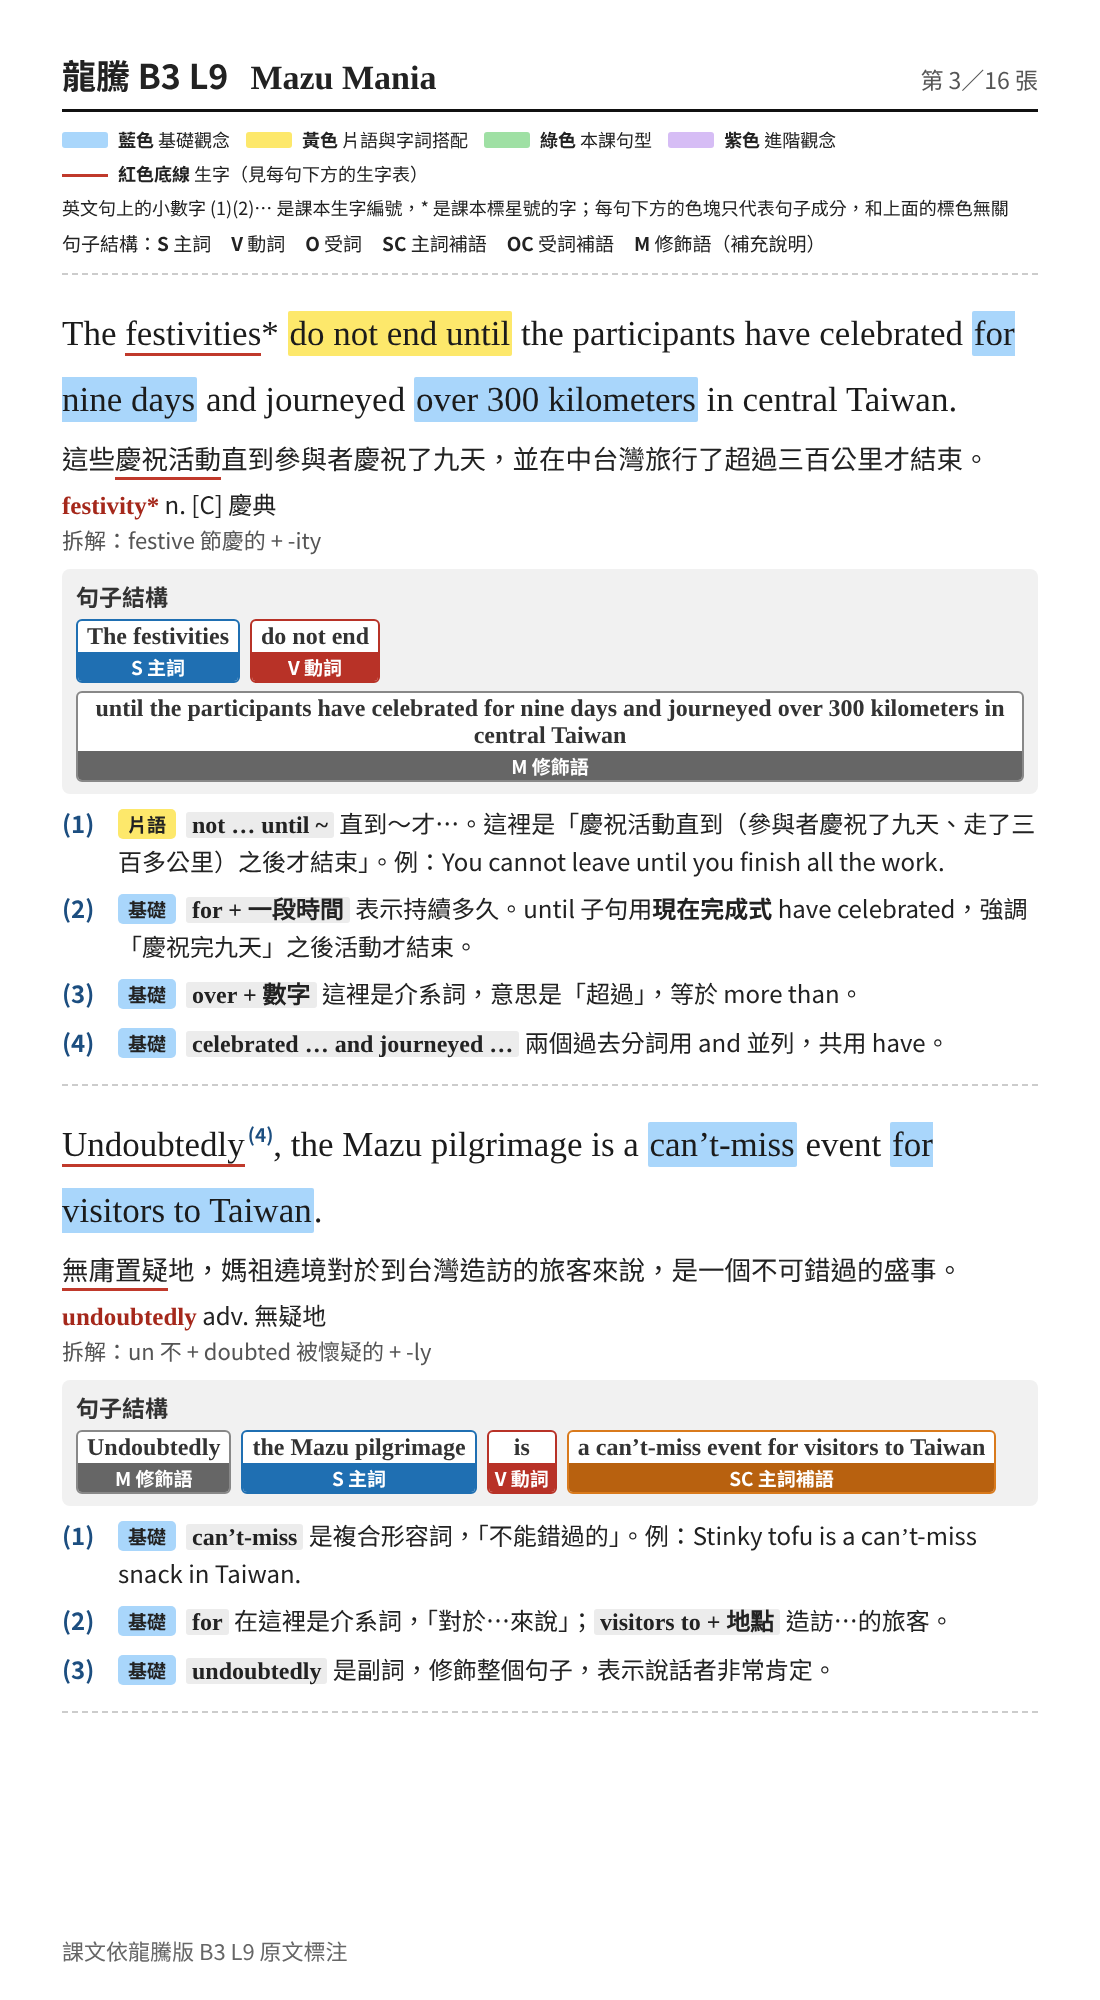 龍騰 B3 L9 Mazu Mania
第 3／16 張
藍色 基礎觀念 黃色 片語與字詞搭配 綠色 本課句型 紫色 進階觀念
紅色底線 生字（見每句下方的生字表）
英文句上的小數字 (1)(2)⋯ 是課本生字編號，* 是課本標星號的字；每句下方的色塊只代表句子成分，和上面的標色無關
句子結構：S 主詞 V 動詞 O 受詞 SC 主詞補語 OC 受詞補語 M 修飾語（補充說明）
The festivities* do not end until the participants have celebrated for
nine days and journeyed over 300 kilometers in central Taiwan.
這些慶祝活動直到參與者慶祝了九天，並在中台灣旅行了超過三百公里才結束。
festivity* n. [C] 慶典
拆解：festive 節慶的 + -ity
句子結構
The festivities do not end
S 主詞 V 動詞
until the participants have celebrated for nine days and journeyed over 300 kilometers in
central Taiwan
M 修飾語
(1) 片語 not … until ~ 直到～才⋯。這裡是「慶祝活動直到（參與者慶祝了九天、走了三
百多公里）之後才結束」。例：You cannot leave until you finish all the work.
(2) 基礎 for + 一段時間 表示持續多久。until 子句用現在完成式 have celebrated，強調
「慶祝完九天」之後活動才結束。
(3) 基礎 over + 數字 這裡是介系詞，意思是「超過」，等於 more than。
(4) 基礎 celebrated … and journeyed … 兩個過去分詞用 and 並列，共用 have。
Undoubtedly(4), the Mazu pilgrimage is a can’t-miss event for
visitors to Taiwan.
無庸置疑地，媽祖遶境對於到台灣造訪的旅客來說，是一個不可錯過的盛事。
undoubtedly adv. 無疑地
拆解：un 不 + doubted 被懷疑的 + -ly
句子結構
Undoubtedly the Mazu pilgrimage is a can’t-miss event for visitors to Taiwan
M 修飾語 S 主詞 V 動詞 SC 主詞補語
(1) 基礎 can’t-miss 是複合形容詞，「不能錯過的」。例：Stinky tofu is a can’t-miss
snack in Taiwan.
(2) 基礎 for 在這裡是介系詞，「對於⋯來說」；visitors to + 地點 造訪⋯的旅客。
(3) 基礎 undoubtedly 是副詞，修飾整個句子，表示說話者非常肯定。
課文依龍騰版 B3 L9 原文標注